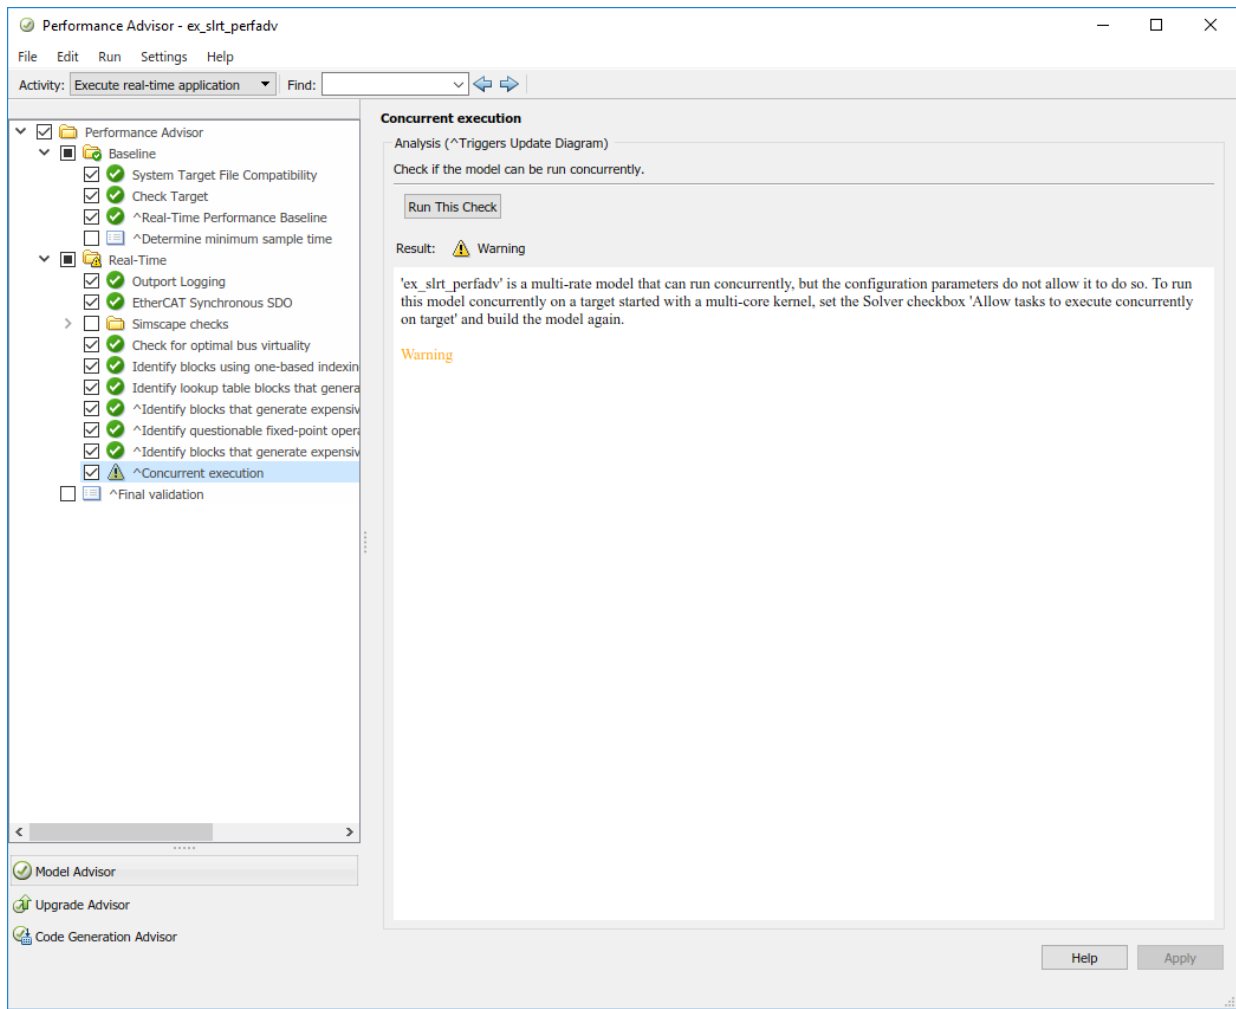 Performance Advisor - ex_slrt_perfadv
File Edit Run Settings Help
Activity: Execute real-time application Find:
Performance Advisor
Baseline
System Target File Compatibility
Check Target
^Real-Time Performance Baseline
^Determine minimum sample time
Real-Time
Outport Logging
EtherCAT Synchronous SDO
Simscape checks
Check for optimal bus virtuality
Identify blocks using one-based indexin
Identify lookup table blocks that genera
^Identify blocks that generate expensiv
^Identify questionable fixed-point opera
^Identify blocks that generate expensiv
^Concurrent execution
^Final validation
Model Advisor
Upgrade Advisor
Code Generation Advisor
Concurrent execution
Analysis (^Triggers Update Diagram)
Check if the model can be run concurrently.
Run This Check
Result: Warning
'ex_slrt_perfadv' is a multi-rate model that can run concurrently, but the configuration parameters do not allow it to do so. To run
this model concurrently on a target started with a multi-core kernel, set the Solver checkbox 'Allow tasks to execute concurrently
on target' and build the model again.
Warning
Help Apply